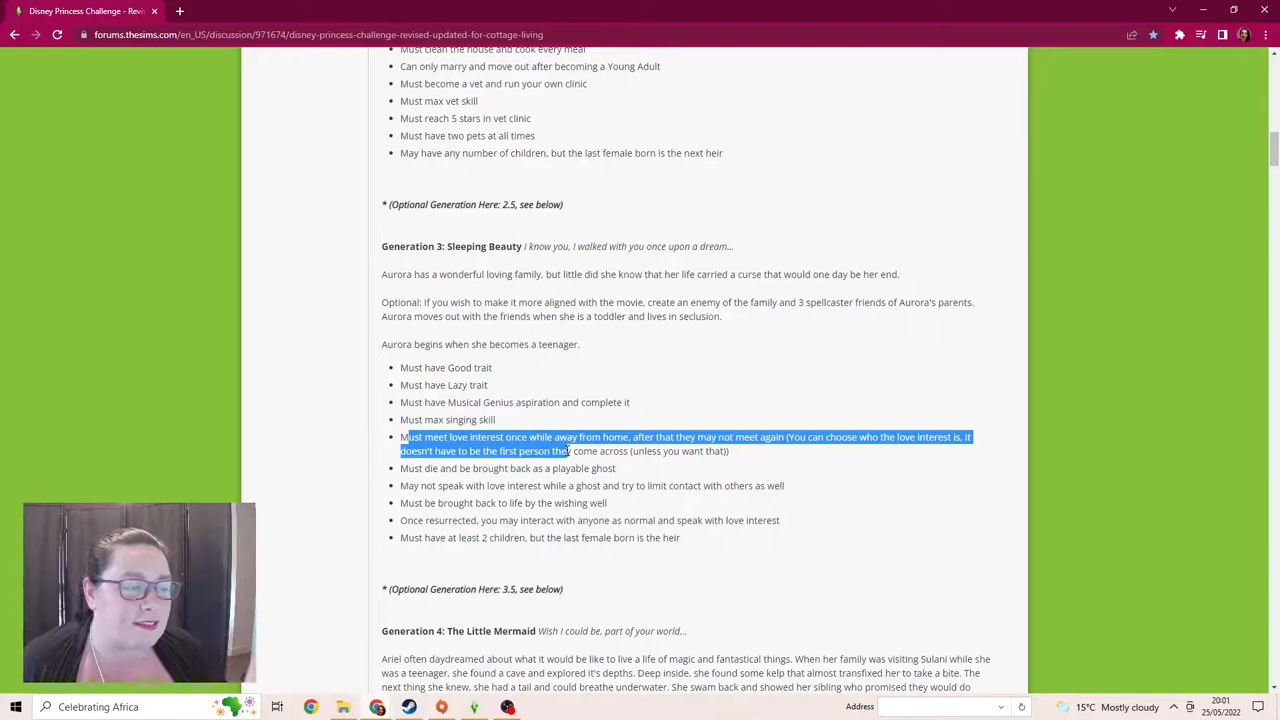 Disney Princess Challenge - Rev
forums.thesims.com/en_US/discussion/971674/disney-princess-challenge-revised-updated-for-cottage-living
Must clean the house and cook every meal
Can only marry and move out after becoming a Young Adult
Must become a vet and run your own clinic
Must max vet skill
Must reach 5 stars in vet clinic
Must have two pets at all times
May have any number of children, but the last female born is the next heir
* (Optional Generation Here: 2.5, see below)
Generation 3: Sleeping Beauty I know you, I walked with you once upon a dream...
Aurora has a wonderful loving family, but little did she know that her life carried a curse that would one day be her end.
Optional: If you wish to make it more aligned with the movie, create an enemy of the family and 3 spellcaster friends of Aurora's parents.
Aurora moves out with the friends when she is a toddler and lives in seclusion.
Aurora begins when she becomes a teenager.
Must have Good trait
Must have Lazy trait
Must have Musical Genius aspiration and complete it
Must max singing skill
Must meet love interest once while away from home, after that they may not meet again (You can choose who the love interest is, it
doesn't have to be the first person they come across (unless you want that))
Must die and be brought back as a playable ghost
May not speak with love interest while a ghost and try to limit contact with others as well
Must be brought back to life by the wishing well
Once resurrected, you may interact with anyone as normal and speak with love interest
Must have at least 2 children, but the last female born is the heir
* (Optional Generation Here: 3.5, see below)
Generation 4: The Little Mermaid Wish I could be, part of your world...
Ariel often daydreamed about what it would be like to live a life of magic and fantastical things. When her family was visiting Sulani while she
was a teenager, she found a cave and explored it's depths. Deep inside, she found some kelp that almost transfixed her to take a bite. The
next thing she knew, she had a tail and could breathe underwater. She swam back and showed her sibling who promised they would do
Celebrating Africa
Address
15°C Mostly cloudy
20:01
25/05/2022